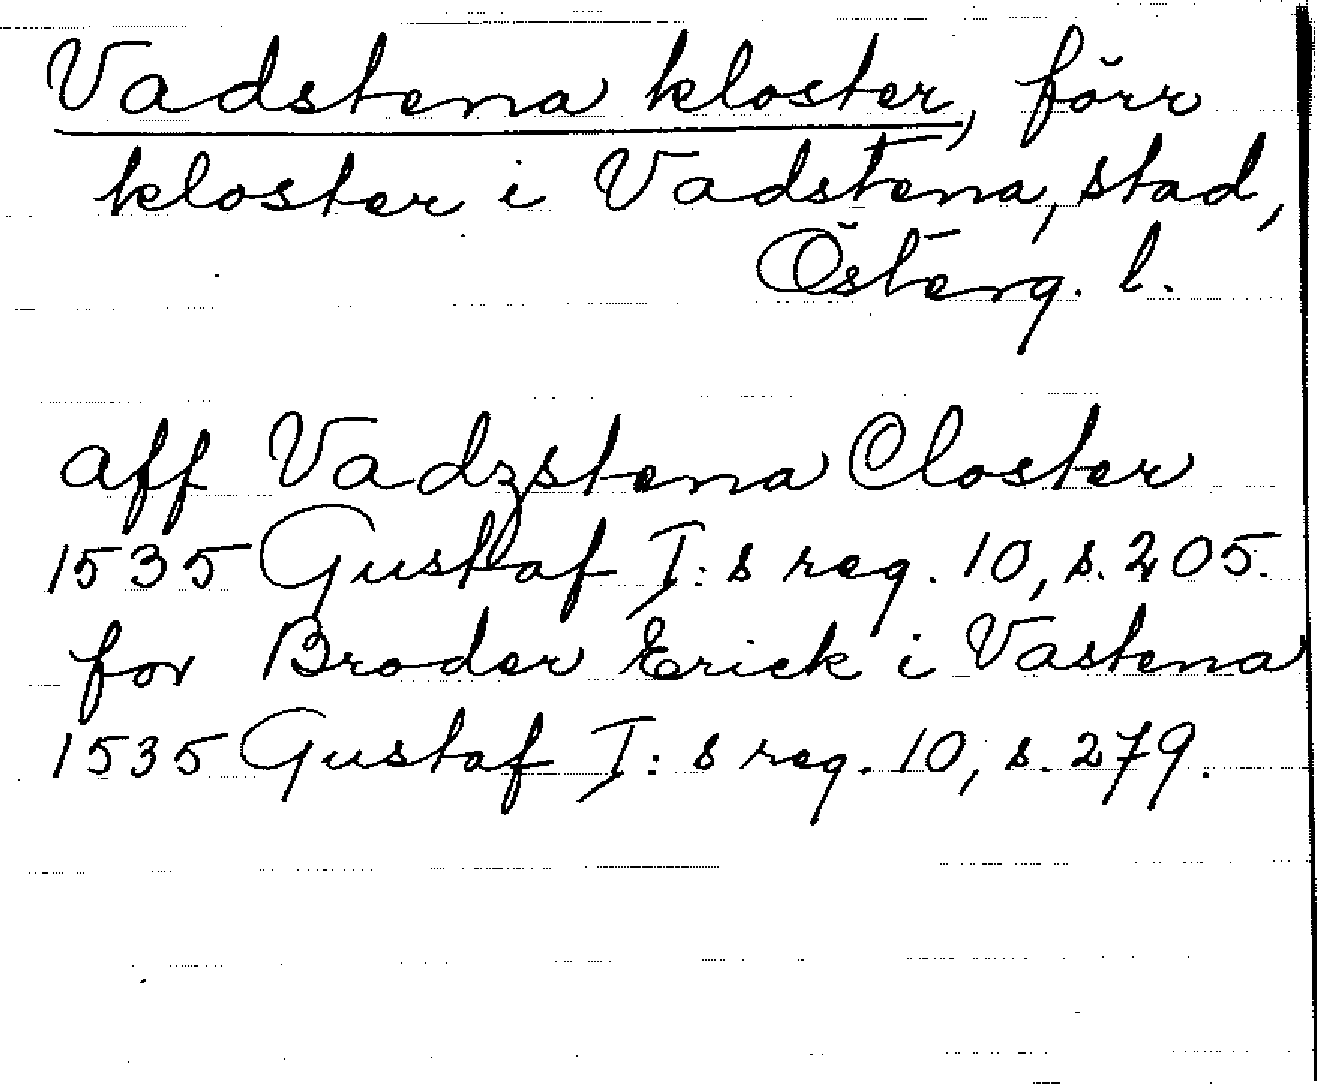 Vadstena kloster, förr
kloster i Vadstena, stad,
Österg. l.
aff Vadzstena Closter
1535 Gustaf I: s reg. 10, s. 205.
for Broder Erick i Vastena
1535 Gustaf I: s reg. 10, s. 279.